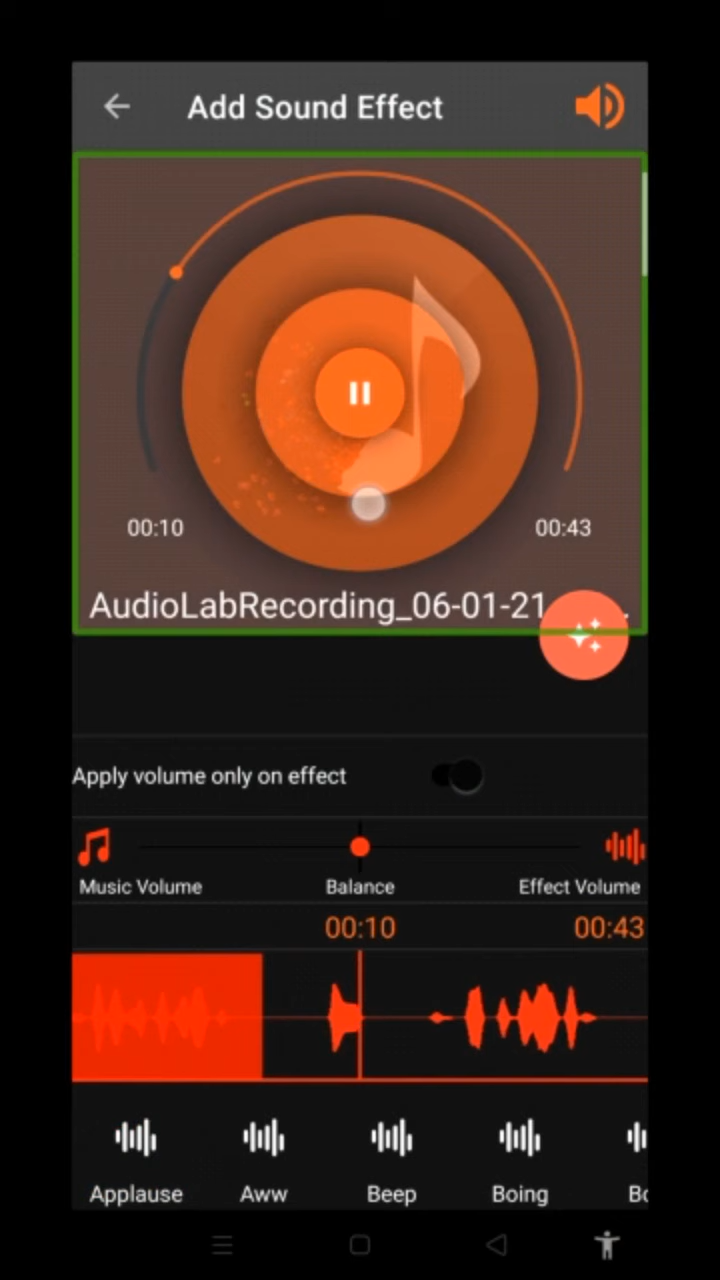 Add Sound Effect
00:10
00:43
AudioLabRecording_06-01-21
Apply volume only on effect
Music Volume
Balance
Effect Volume
00:10
00:43
Applause
Aww
Beep
Boing